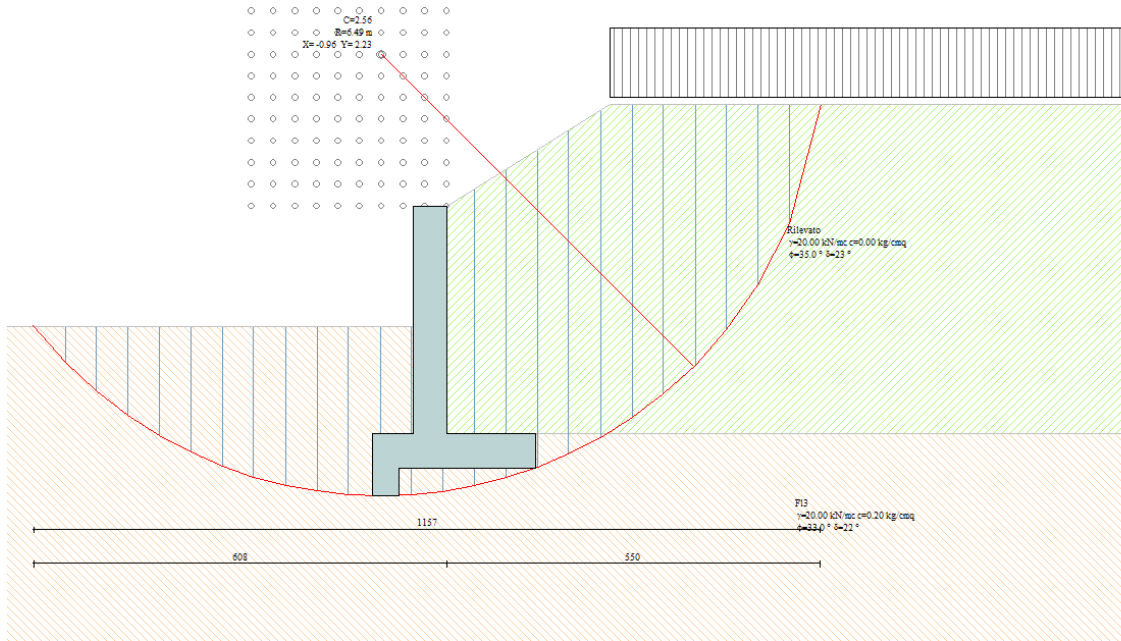 C=2.56
R=6.49 m
X= -0.96 Y= 2.23
Rilevato
γ=20.00 kN/mc c=0.00 kg/cmq
ϕ=35.0 ° δ=23 °
Fl3
γ=20.00 kN/mc c=0.20 kg/cmq
ϕ=33.0 ° δ=22 °
1157
608
550